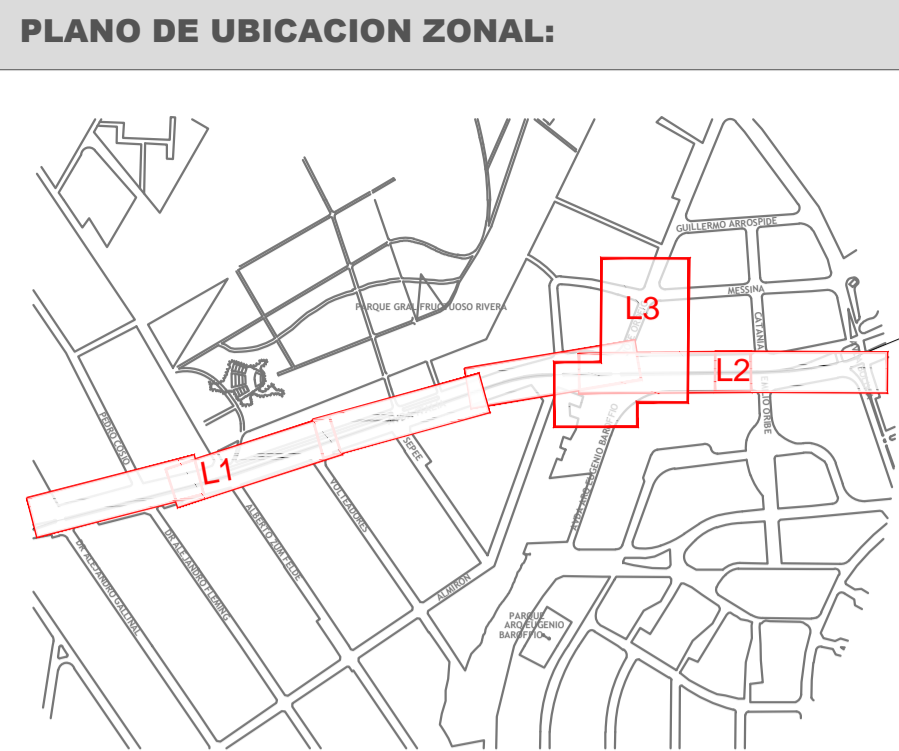 PLANO DE UBICACION ZONAL:
GUILLERMO ARROSPIDE
PARQUE GRAL FRUCTUOSO RIVERA
MESSINA
L3
CATANIA
L2
EMILIO ORIBE
PEDRO COSIO
SEPEE
L1
AVDA ARQ EUGENIO BAROFFIO
VOLTEADORES
ALBERTO ZUM FELDE
DR ALEJANDRO FLEMING
DR ALEJANDRO GALLINAL
ALMIRON
PARQUE
ARQ EUGENIO
BAROFFIO